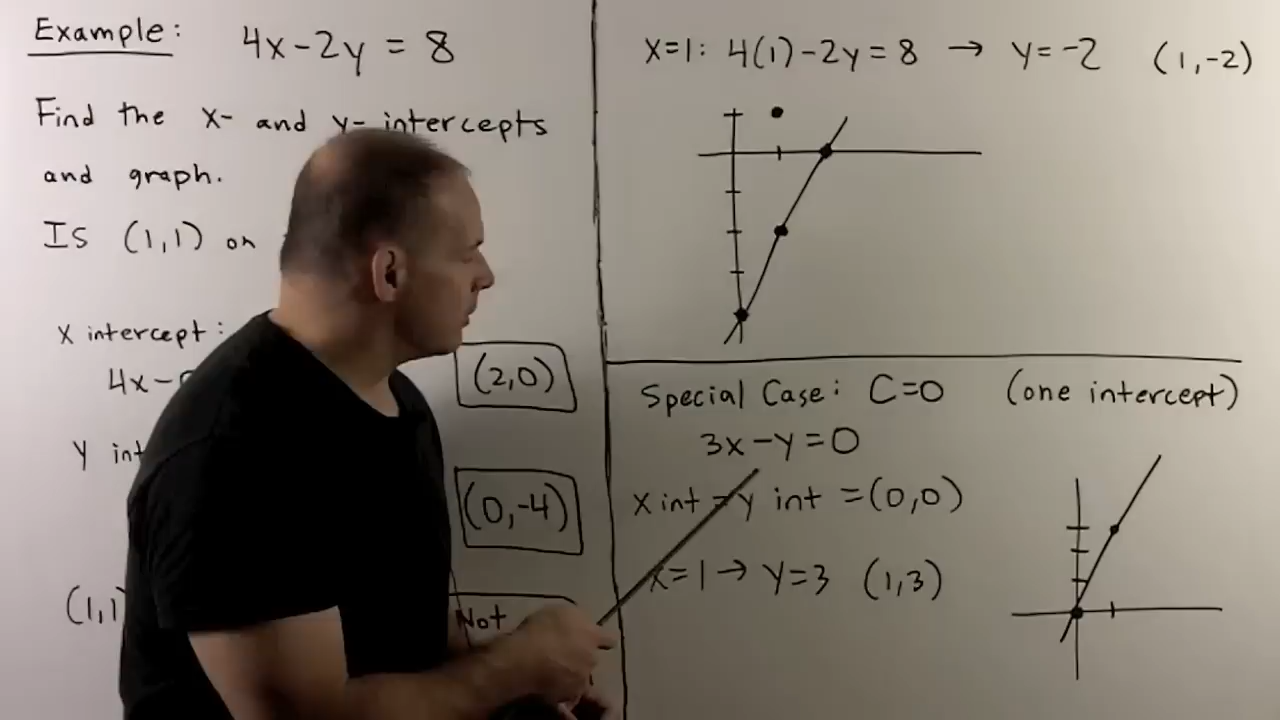 Example: 4x-2y = 8
Find the x- and y- intercepts
and graph.
Is (1,1) on
x intercept:
4x-
(2,0)
y int
(0,-4)
(1,1)
Not
x=1: 4(1)-2y=8 → y=-2 (1,-2)
Special Case: C=0 (one intercept)
3x-y=0
x int = y int = (0,0)
x=1 → y=3 (1,3)